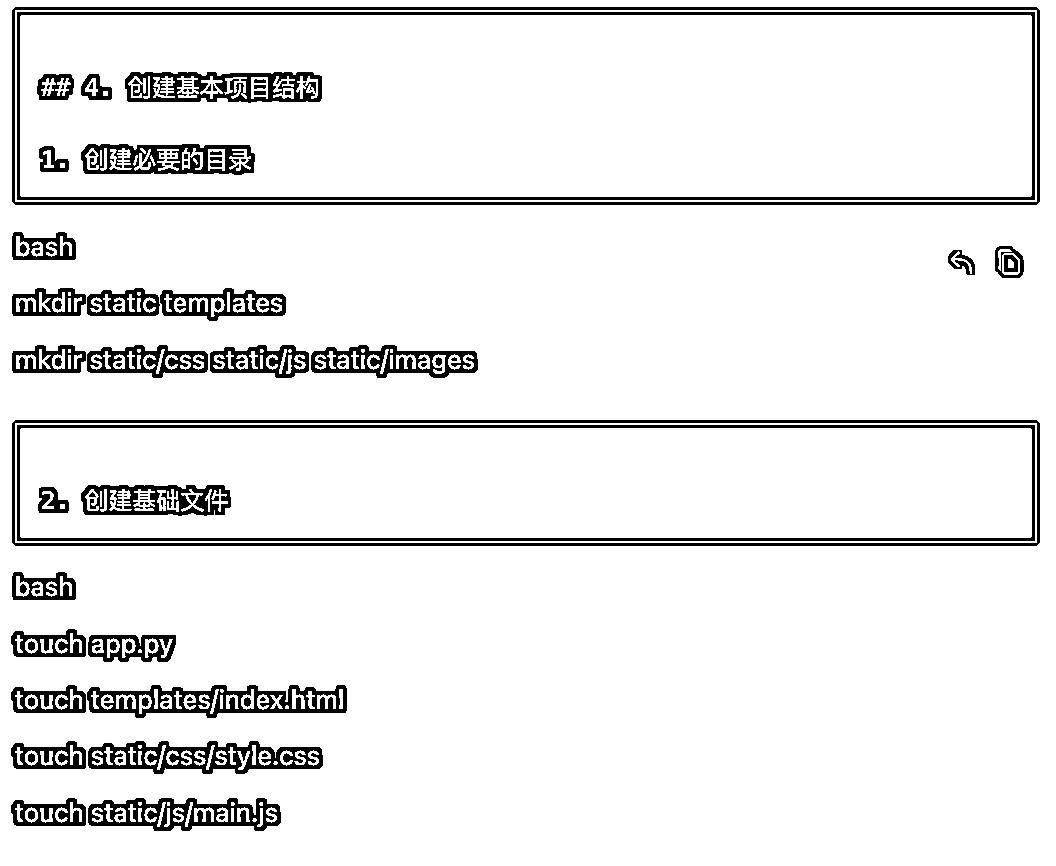 ## 4. 创建基本项目结构
1. 创建必要的目录
bash
mkdir static templates
mkdir static/css static/js static/images
2. 创建基础文件
bash
touch app.py
touch templates/index.html
touch static/css/style.css
touch static/js/main.js